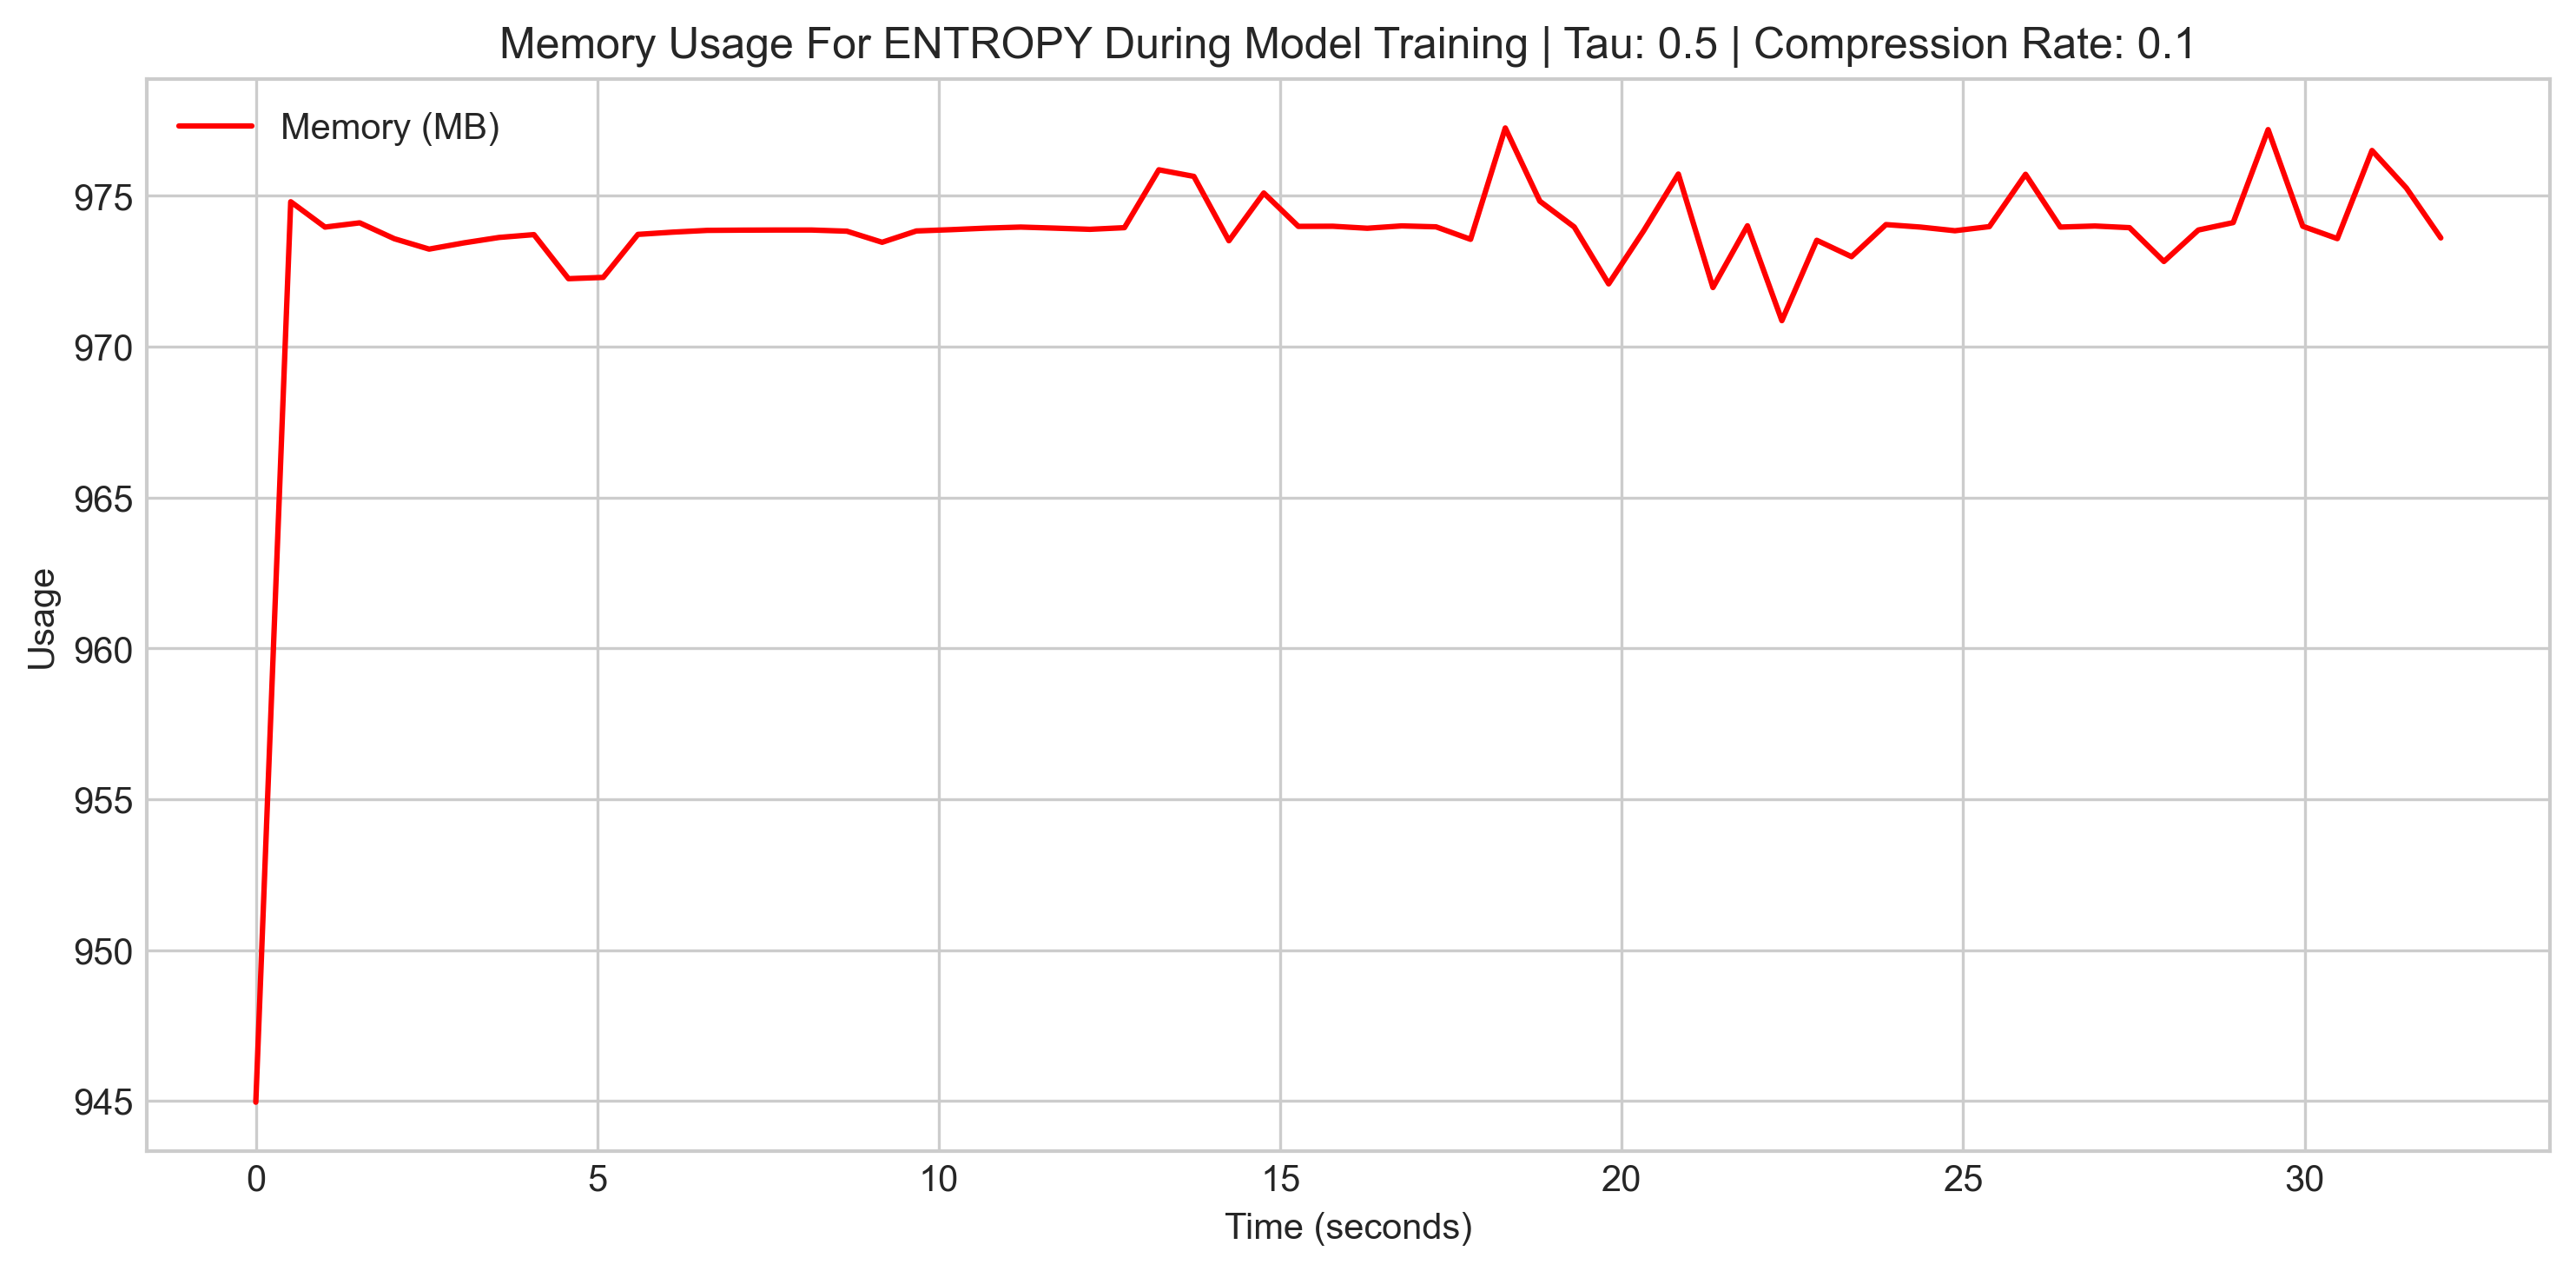 Memory Usage For ENTROPY During Model Training | Tau: 0.5 | Compression Rate: 0.1
Memory (MB)
975
970
965
960
955
950
945
Usage
0 5 10 15 20 25 30
Time (seconds)